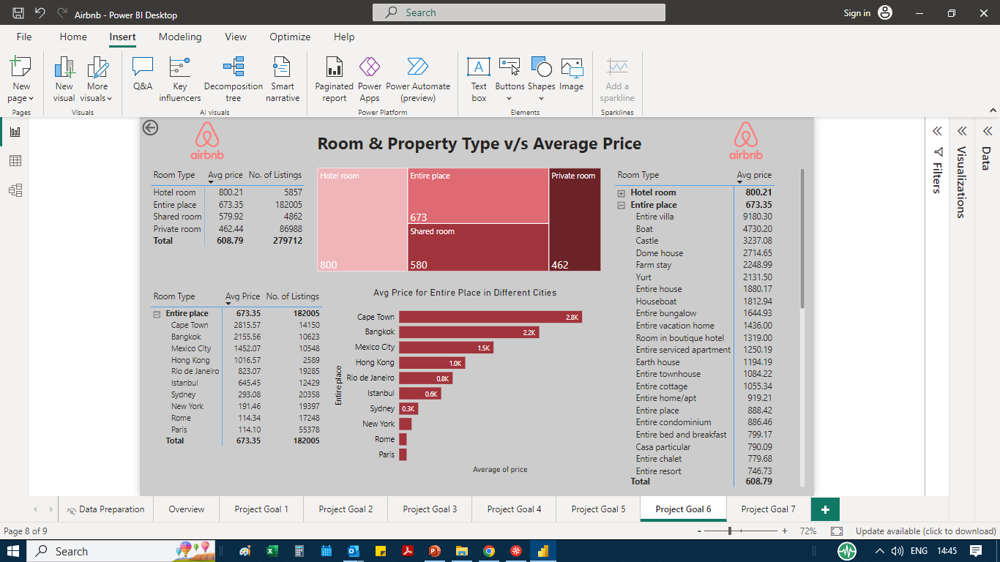 Airbnb - Power BI Desktop
Search
Sign in
File Home Insert Modeling View Optimize Help
New page
New visual
More visuals
Q&A
Key influencers
Decomposition tree
Smart narrative
Paginated report
Power Apps
Power Automate (preview)
Text box
Buttons
Shapes
Image
Add a sparkline
Pages Visuals AI visuals Power Platform Elements Sparklines
airbnb
Room & Property Type v/s Average Price
airbnb
Room Type Avg price No. of Listings
Hotel room 800.21 5857
Entire place 673.35 182005
Shared room 579.92 4862
Private room 462.44 86988
Total 608.79 279712
Hotel room
800
Entire place
673
Shared room
580
Private room
462
Room Type Avg price
Hotel room 800.21
Entire place 673.35
Entire villa 9180.30
Boat 4730.20
Castle 3237.08
Dome house 2714.65
Farm stay 2248.99
Yurt 2131.50
Entire house 1880.17
Houseboat 1812.94
Entire bungalow 1644.93
Entire vacation home 1436.00
Room in boutique hotel 1319.00
Entire serviced apartment 1250.19
Earth house 1194.19
Entire townhouse 1084.22
Entire cottage 1055.34
Entire home/apt 919.21
Entire place 888.42
Entire condominium 886.46
Entire bed and breakfast 799.17
Casa particular 790.09
Entire chalet 779.68
Entire resort 746.73
Total 608.79
Room Type Avg Price No. of Listings
Entire place 673.35 182005
Cape Town 2815.57 14150
Bangkok 2155.56 10623
Mexico City 1452.07 10548
Hong Kong 1016.57 2589
Rio de Janeiro 823.07 19285
Istanbul 645.45 12429
Sydney 293.08 20358
New York 191.46 19397
Rome 114.34 17248
Paris 114.10 55378
Total 673.35 182005
Avg Price for Entire Place in Different Cities
Entire place
Cape Town 2.8K
Bangkok 2.2K
Mexico City 1.5K
Hong Kong 1.0K
Rio de Janeiro 0.8K
Istanbul 0.6K
Sydney 0.3K
New York
Rome
Paris
Average of price
Filters
Visualizations
Data
Data Preparation Overview Project Goal 1 Project Goal 2 Project Goal 3 Project Goal 4 Project Goal 5 Project Goal 6 Project Goal 7 +
Page 8 of 9
- + 72% Update available (click to download)
Search
ENG 14:45